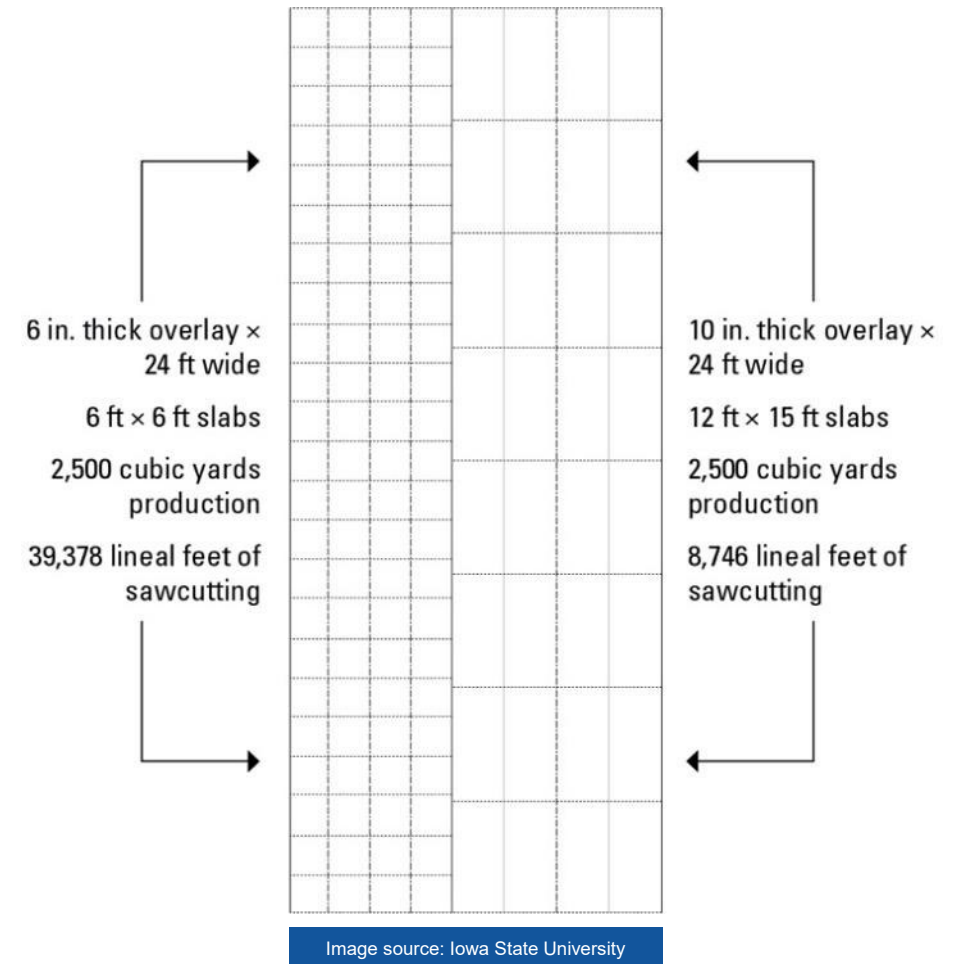 6 in. thick overlay ×
24 ft wide
6 ft × 6 ft slabs
2,500 cubic yards
production
39,378 lineal feet of
sawcutting
10 in. thick overlay ×
24 ft wide
12 ft × 15 ft slabs
2,500 cubic yards
production
8,746 lineal feet of
sawcutting
Image source: Iowa State University